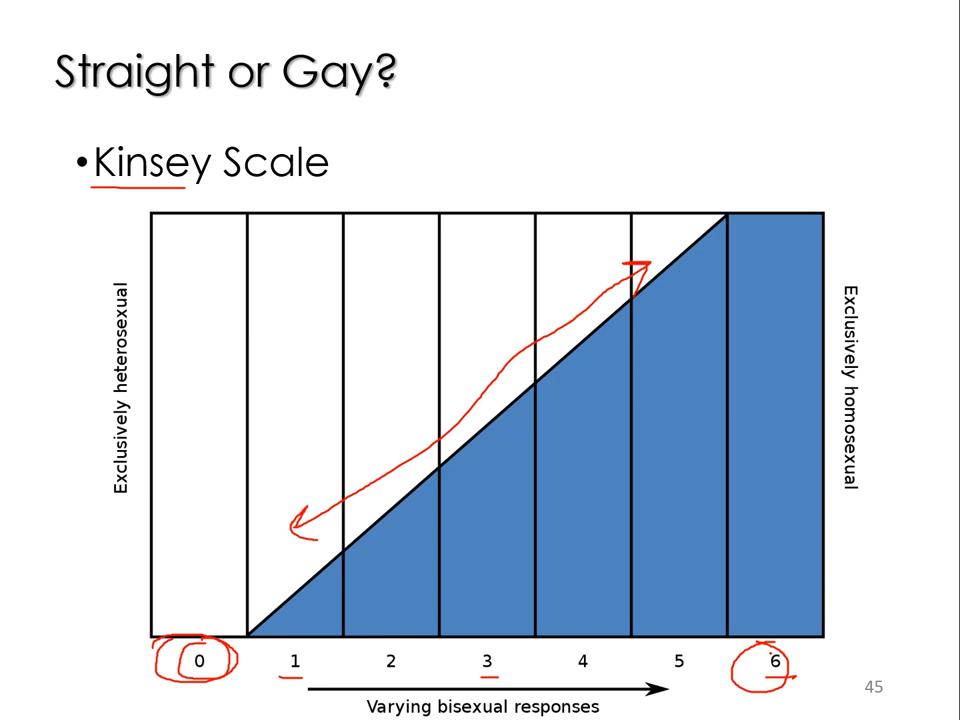 Straight or Gay?
•Kinsey Scale
Exclusively heterosexual
Exclusively homosexual
0 1 2 3 4 5 6
45
Varying bisexual responses